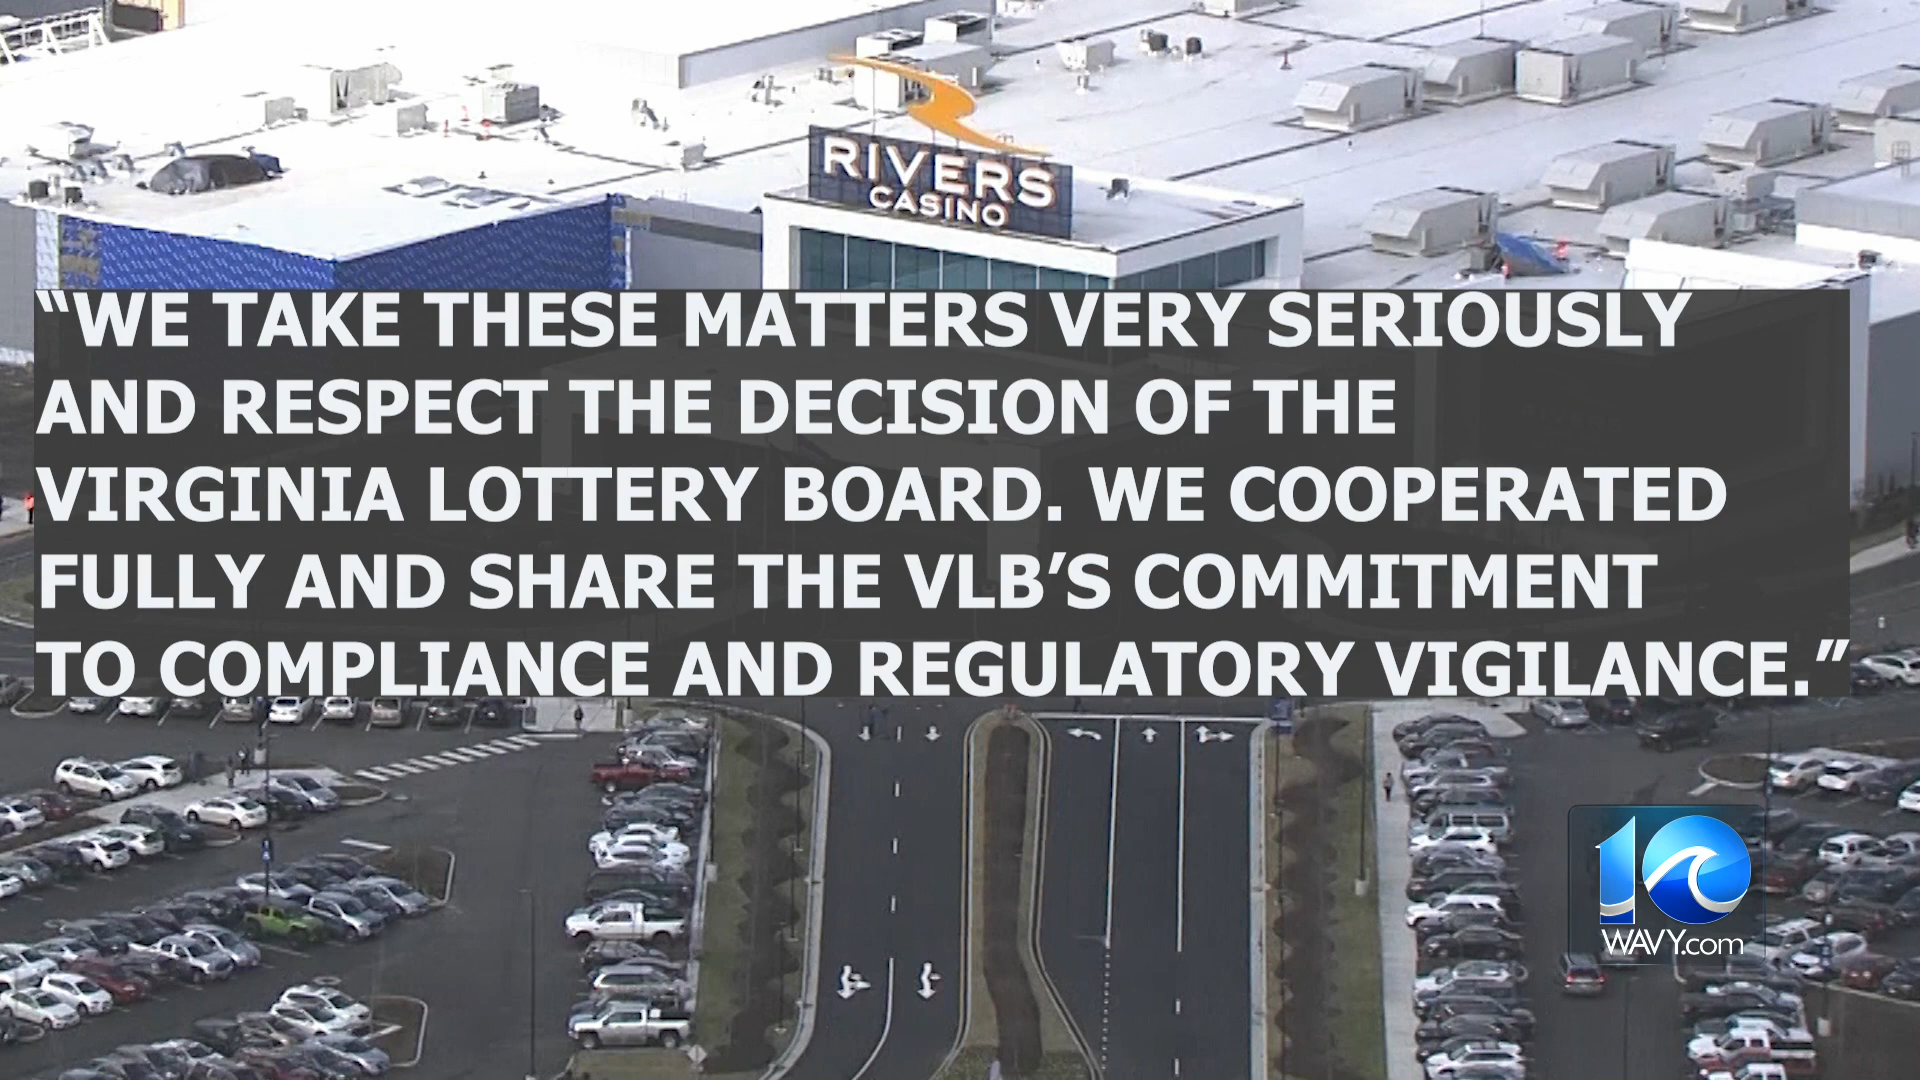 RIVERS
CASINO
“WE TAKE THESE MATTERS VERY SERIOUSLY
AND RESPECT THE DECISION OF THE
VIRGINIA LOTTERY BOARD. WE COOPERATED
FULLY AND SHARE THE VLB’S COMMITMENT
TO COMPLIANCE AND REGULATORY VIGILANCE.”
10
WAVY.com